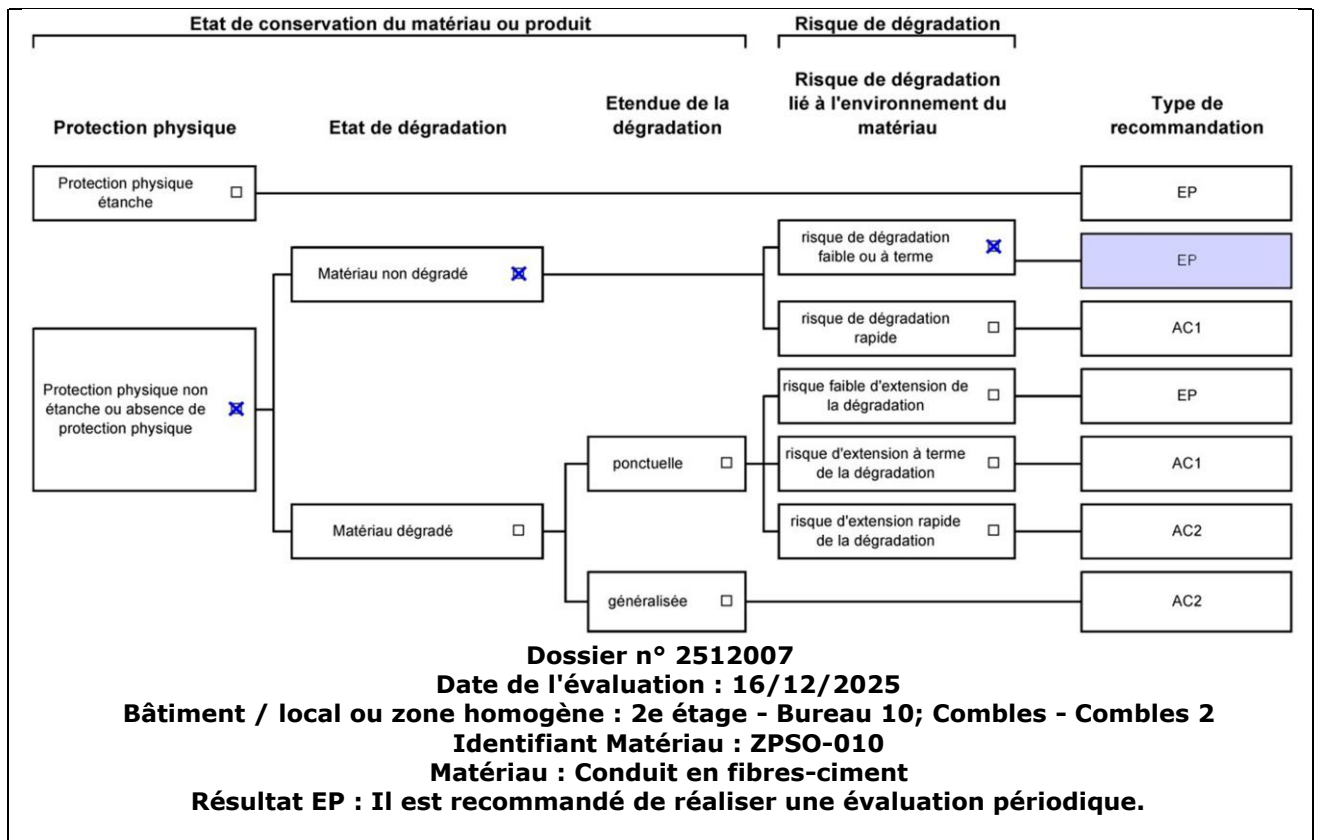 Etat de conservation du matériau ou produit
Risque de dégradation
Protection physique
Etat de dégradation
Etendue de la
dégradation
Risque de dégradation
lié à l'environnement du
matériau
Type de
recommandation
Protection physique
étanche
EP
Protection physique non
étanche ou absence de
protection physique
Matériau non dégradé
risque de dégradation
faible ou à terme
EP
risque de dégradation
rapide
AC1
Matériau dégradé
ponctuelle
risque faible d'extension de
la dégradation
EP
risque d'extension à terme
de la dégradation
AC1
risque d'extension rapide
de la dégradation
AC2
généralisée
AC2
Dossier n° 2512007
Date de l'évaluation : 16/12/2025
Bâtiment / local ou zone homogène : 2e étage - Bureau 10; Combles - Combles 2
Identifiant Matériau : ZPSO-010
Matériau : Conduit en fibres-ciment
Résultat EP : Il est recommandé de réaliser une évaluation périodique.